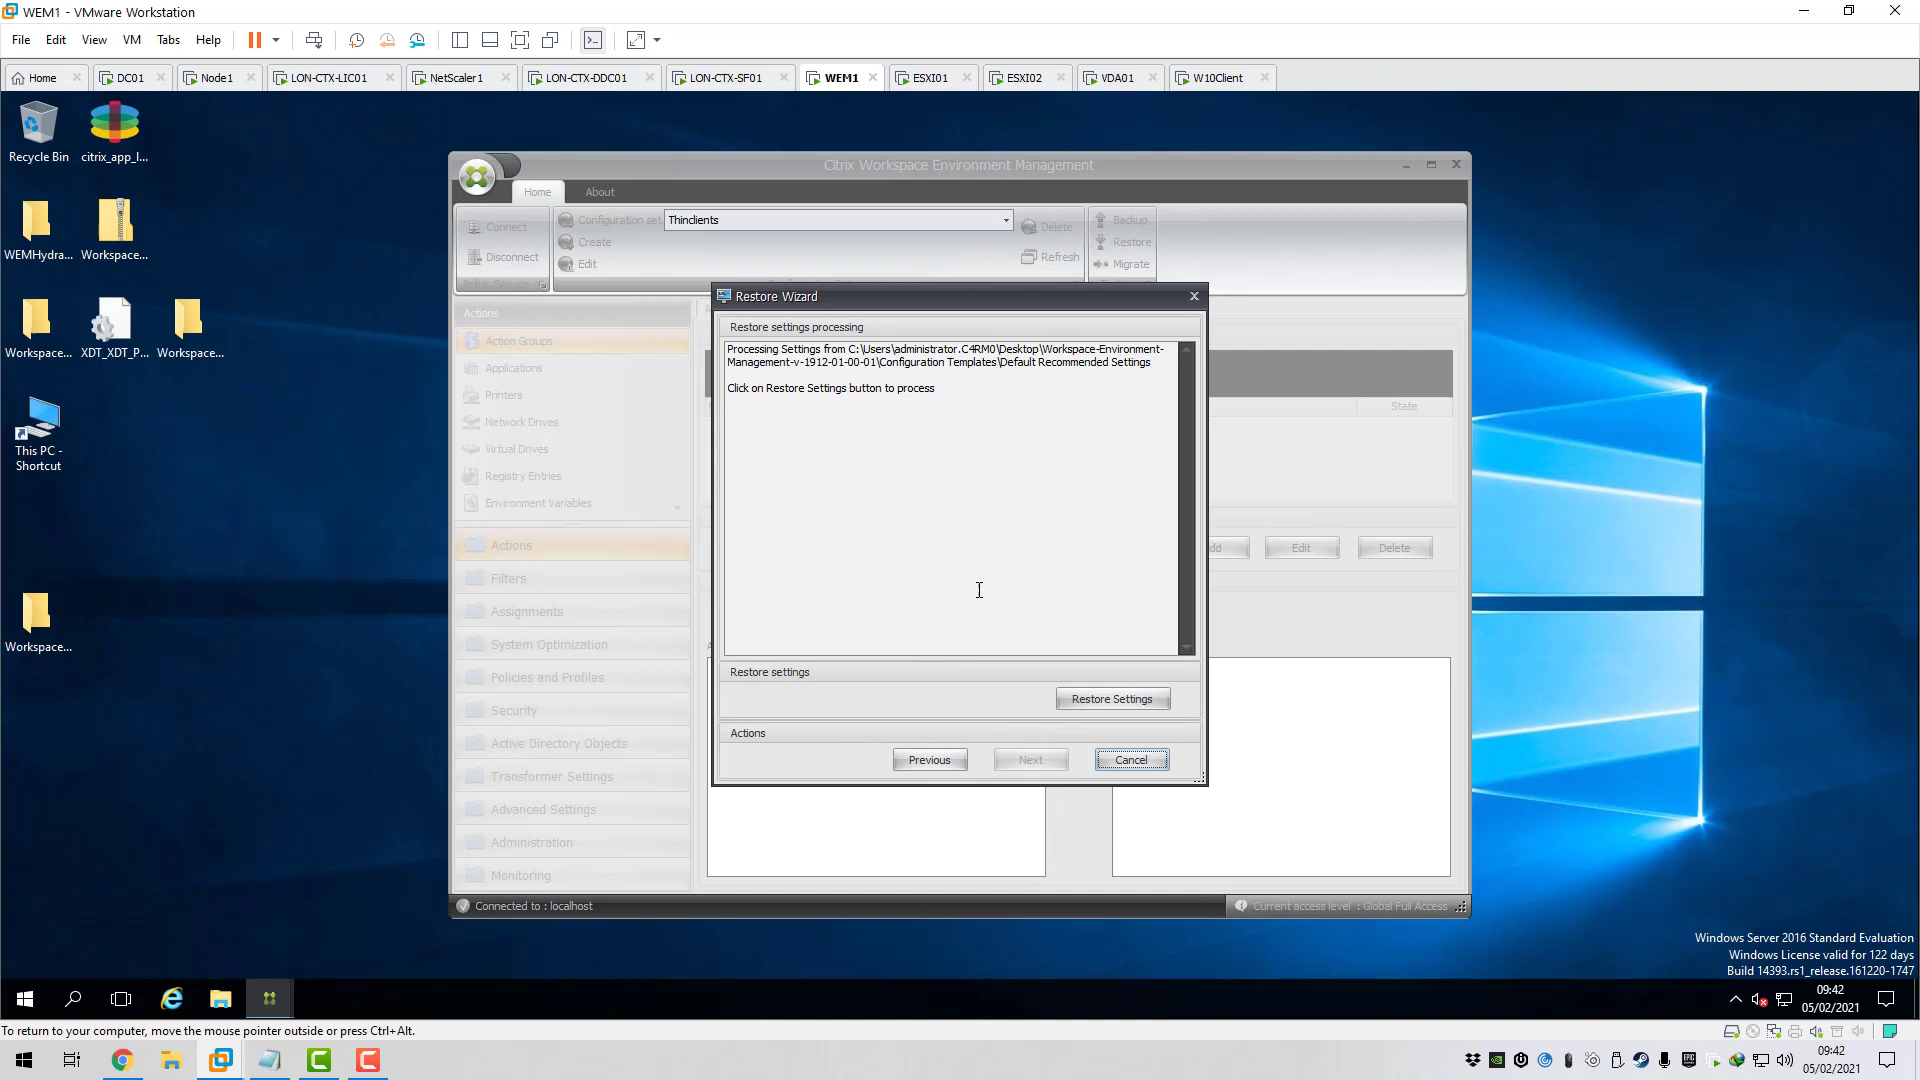 WEM1 - VMware Workstation
File Edit View VM Tabs Help
Home DC01 Node1 LON-CTX-LIC01 NetScaler1 LON-CTX-DDC01 LON-CTX-SF01 WEM1 ESXI01 ESXI02 VDA01 W10Client
Recycle Bin
citrix_app_l...
WEMHydra...
Workspace...
Workspace...
XDT_XDT_P...
Workspace...
This PC -
Shortcut
Workspace...
Citrix Workspace Environment Management
Home About
Connect
Disconnect
Configuration set
Thinclients
Create
Edit
Delete
Refresh
Backup
Restore
Migrate
Actions
Action Groups
Applications
Printers
Network Drives
Virtual Drives
Registry Entries
Environment Variables
Actions
Filters
Assignments
System Optimization
Policies and Profiles
Security
Active Directory Objects
Transformer Settings
Advanced Settings
Administration
Monitoring
State
Edit
Delete
Restore Wizard
Restore settings processing
Processing Settings from C:\Users\administrator.C4RM0\Desktop\Workspace-Environment-
Management-v-1912-01-00-01\Configuration Templates\Default Recommended Settings
Click on Restore Settings button to process
Restore settings
Restore Settings
Actions
Previous Next Cancel
Connected to : localhost
Current access level : Global Full Access
Windows Server 2016 Standard Evaluation
Windows License valid for 122 days
Build 14393.rs1_release.161220-1747
09:42
05/02/2021
To return to your computer, move the mouse pointer outside or press Ctrl+Alt.
09:42
05/02/2021